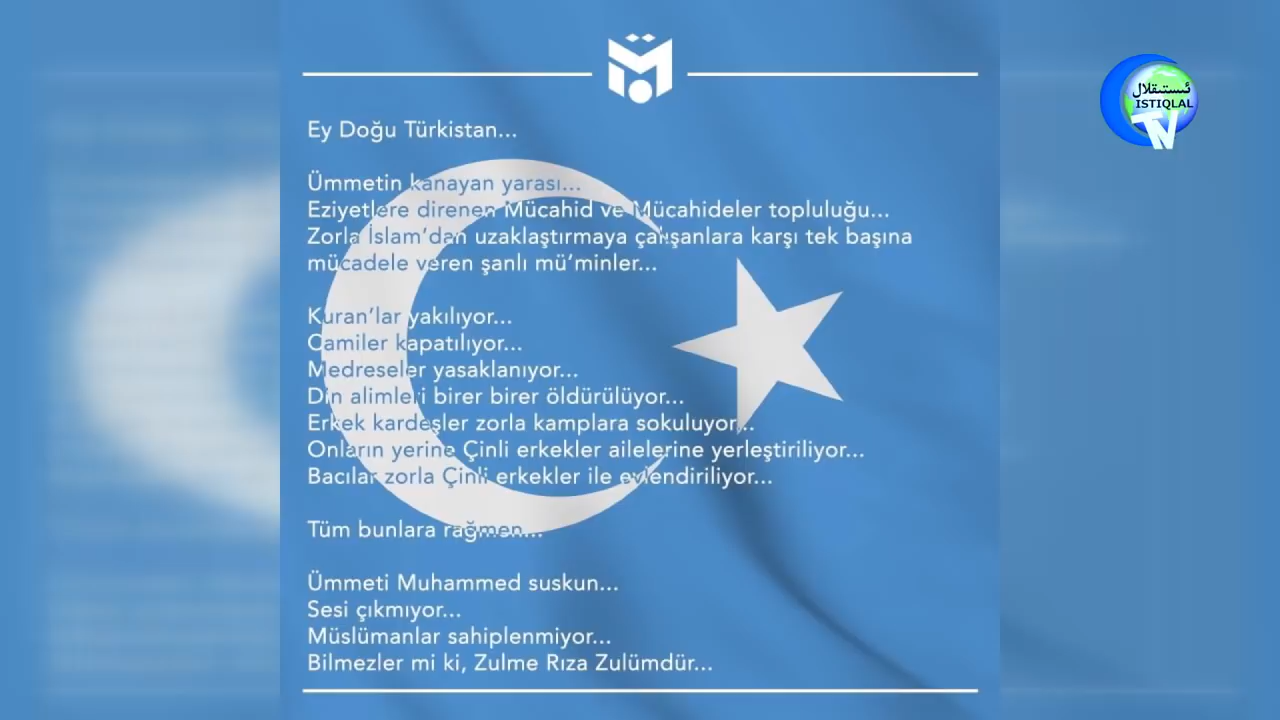 Ey Doğu Türkistan...
Ümmetin kanayan yarası...
Eziyetlere direnen Mücahid ve Mücahideler topluluğu...
Zorla İslam'dan uzaklaştırmaya çalışanlara karşı tek başına
mücadele veren şanlı mü'minler...
Kuran'lar yakılıyor...
Camiler kapatılıyor...
Medreseler yasaklanıyor...
Din alimleri birer birer öldürülüyor...
Erkek kardeşler zorla kamplara sokuluyor...
Onların yerine Çinli erkekler ailelerine yerleştiriliyor...
Bacılar zorla Çinli erkekler ile evlendiriliyor...
Tüm bunlara rağmen...
Ümmeti Muhammed suskun...
Sesi çıkmıyor...
Müslümanlar sahiplenmiyor...
Bilmezler mi ki, Zulme Rıza Zulümdür...
ئىستىقلال
ISTIQLAL
TV